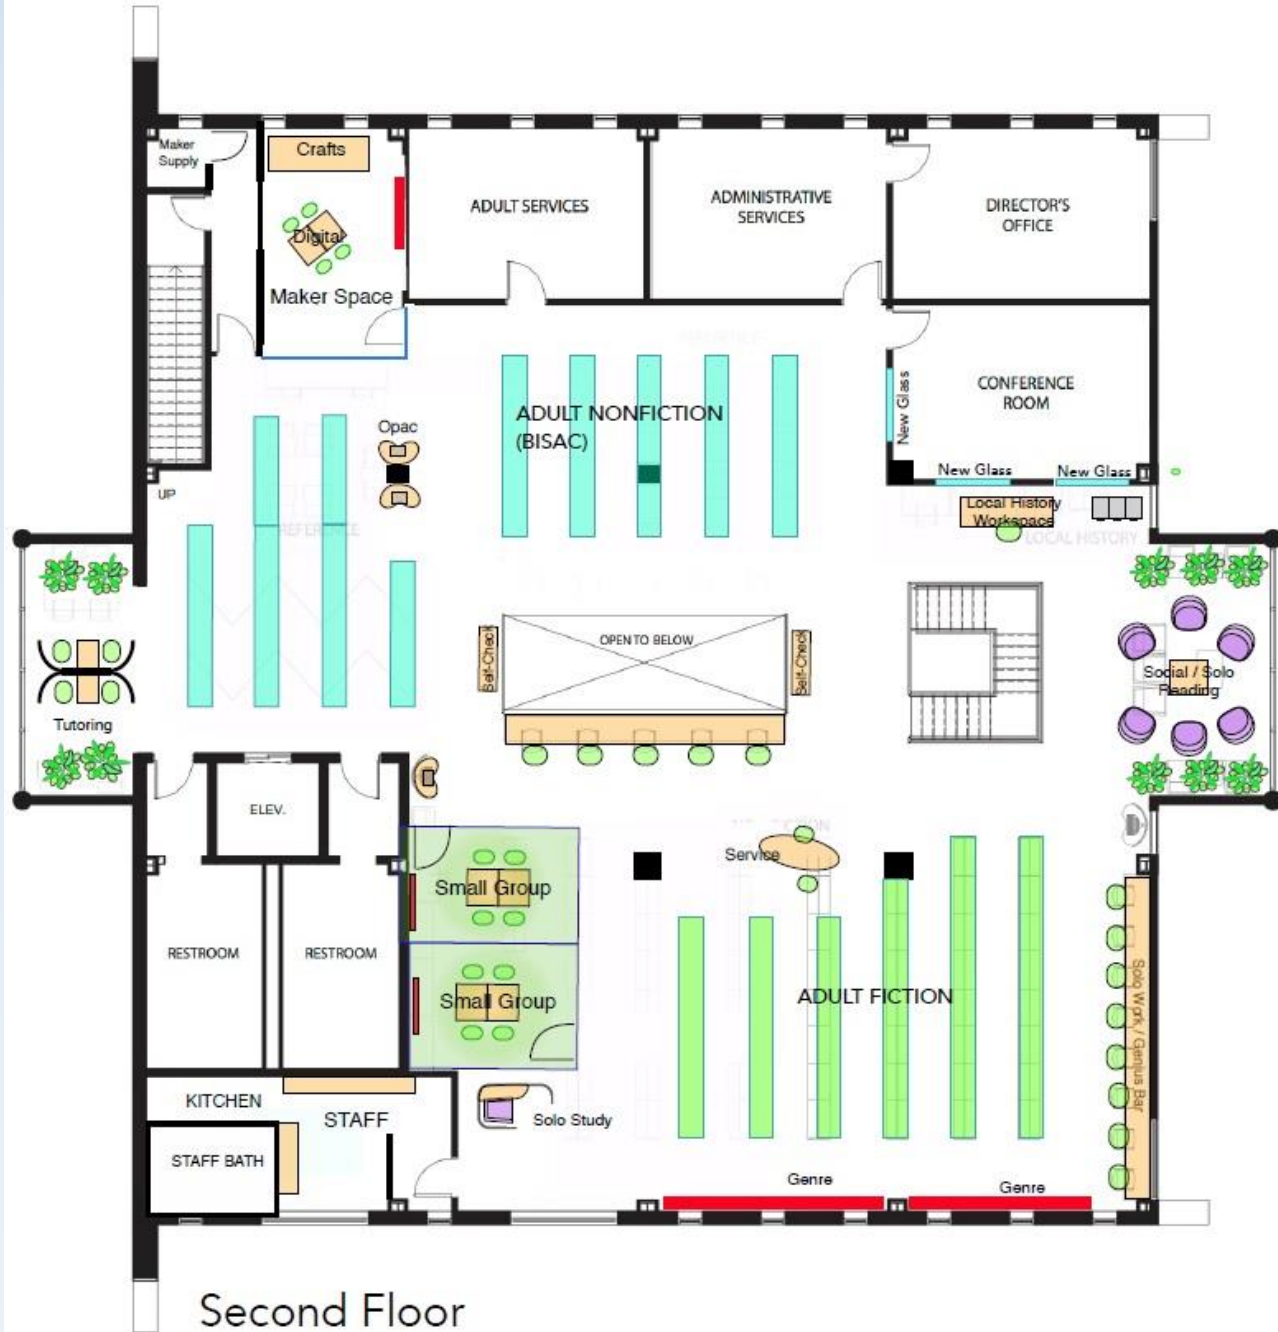 Maker
Supply
Crafts
Digital
Maker Space
ADULT SERVICES
ADMINISTRATIVE
SERVICES
DIRECTOR'S
OFFICE
CONFERENCE
ROOM
New Glass
New Glass
New Glass
ADULT NONFICTION
(BISAC)
Opac
UP
REFERENCE
Local History
Workspace
LOCAL HISTORY
Self-Check
OPEN TO BELOW
Self-Check
Social / Solo
Reading
Tutoring
ELEV.
Service
Small Group
RESTROOM
RESTROOM
Small Group
ADULT FICTION
Solo Work / Genius Bar
KITCHEN
STAFF
Solo Study
STAFF BATH
Genre
Genre
Second Floor